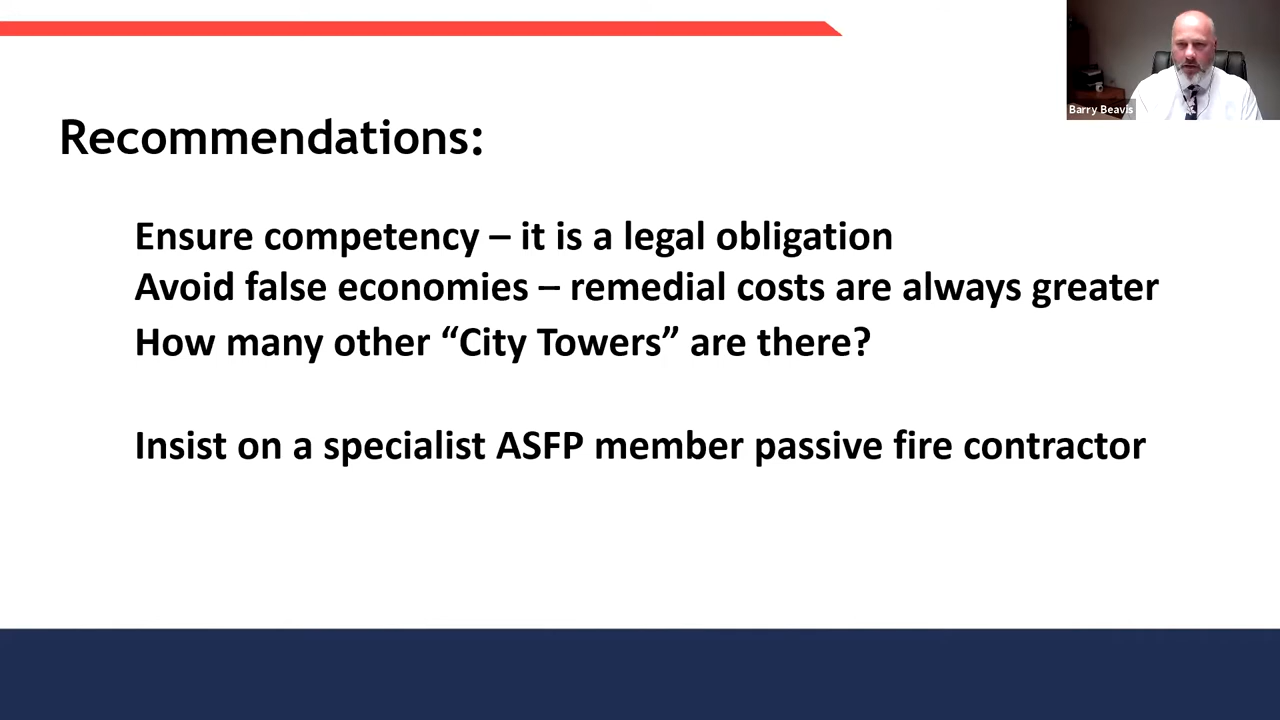 Barry Beavis
Recommendations:
Ensure competency – it is a legal obligation
Avoid false economies – remedial costs are always greater
How many other “City Towers” are there?
Insist on a specialist ASFP member passive fire contractor